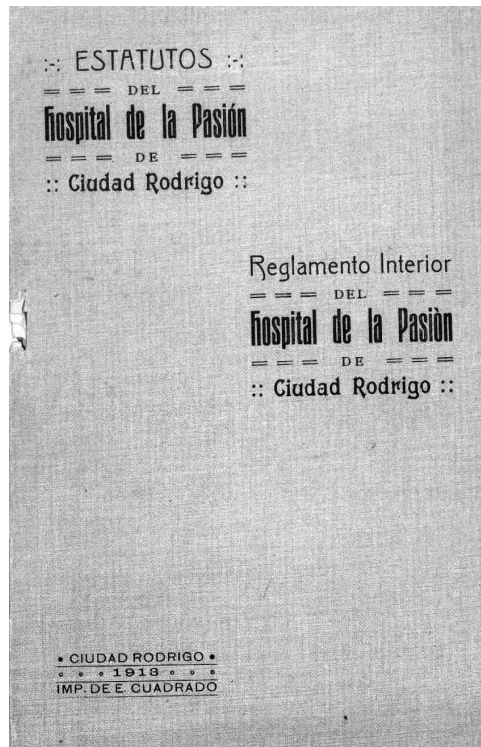 :-: ESTATUTOS :-:
= = = DEL = = =
Hospital de la Pasión
= = = DE = = =
:: Ciudad Rodrigo ::
Reglamento Interior
= = = DEL = = =
Hospital de la Pasiòn
= = = DE = = =
:: Ciudad Rodrigo ::
• CIUDAD RODRIGO •
∘ ∘ ∘ 1913 ∘ ∘ ∘
IMP. DE E. CUADRADO